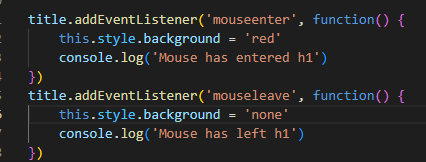 title.addEventListener('mouseenter', function() {
    this.style.background = 'red'
    console.log('Mouse has entered h1')
})
title.addEventListener('mouseleave', function() {
    this.style.background = 'none'
    console.log('Mouse has left h1')
})